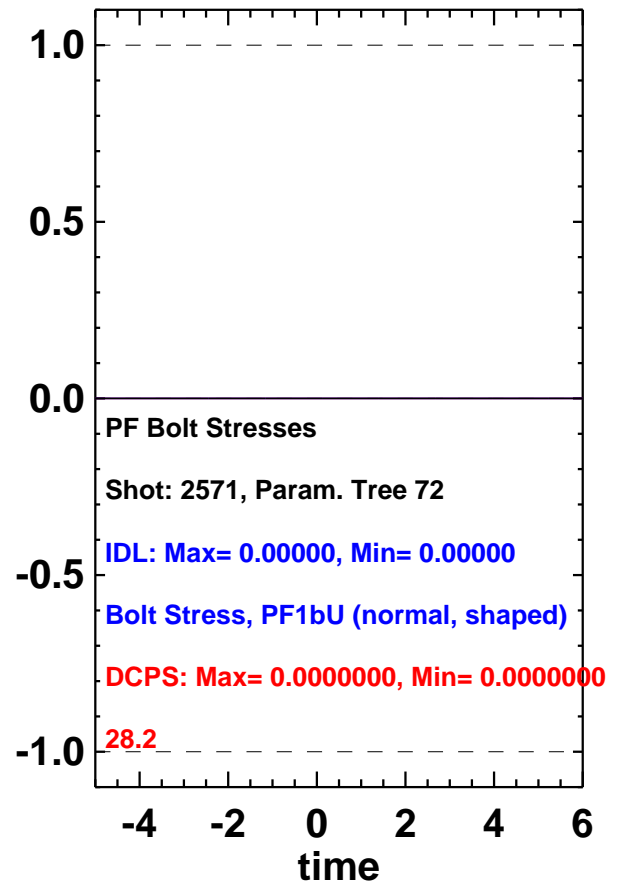 1.0
0.5
0.0
PF Bolt Stresses
Shot: 2571, Param. Tree 72
IDL: Max= 0.00000, Min= 0.00000
-0.5
Bolt Stress, PF1bU (normal, shaped)
DCPS: Max= 0.0000000, Min= 0.0000000
28.2
-1.0
-4 -2 0 2 4 6
time